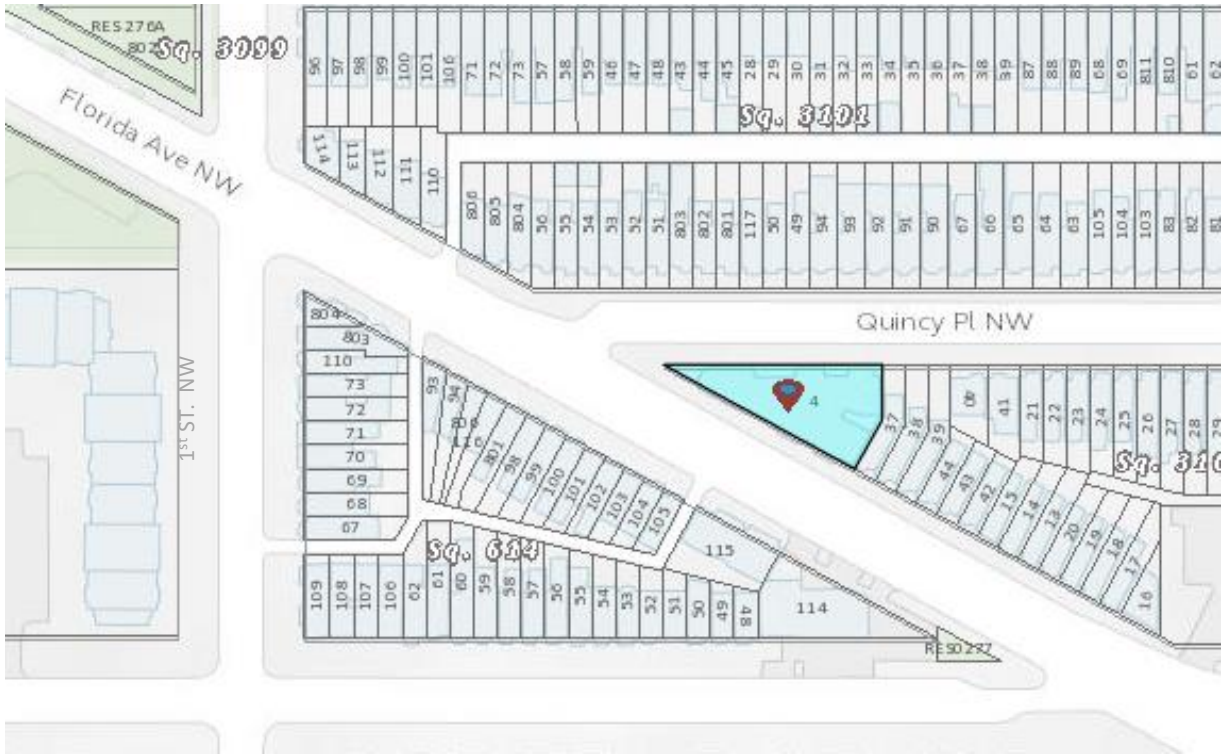 RES 276A
802
Sq. 3099
Florida Ave NW
96 97 98 99 100 101 106 71 72 73 57 58 59 46 47 48 43 44 45 28 29 30 31 32 33 34 35 36 37 38 39 87 88 89 68 69 811 810 61 62
Sq. 3101
114 113 112 111 110
806 805 804 56 55 54 53 52 51 803 802 801 117 50 49 94 93 92 91 90 67 66 65 64 63 105 104 103 83 82 81
Quincy Pl NW
1st ST. NW
804
803
110
73
72
71
70
69
68
67
93 94 801 98 99 100 101 102 103 104 105
4
37 38 39 40 41 21 22 23 24 25 26 27 28 29
Sq. 310
44 43 42 15 14 13 20 19 18 17 16
Sq. 614
115
109 108 107 106 62 61 60 59 58 57 56 55 54 53 52 51 50 49 48
114
RES 0277